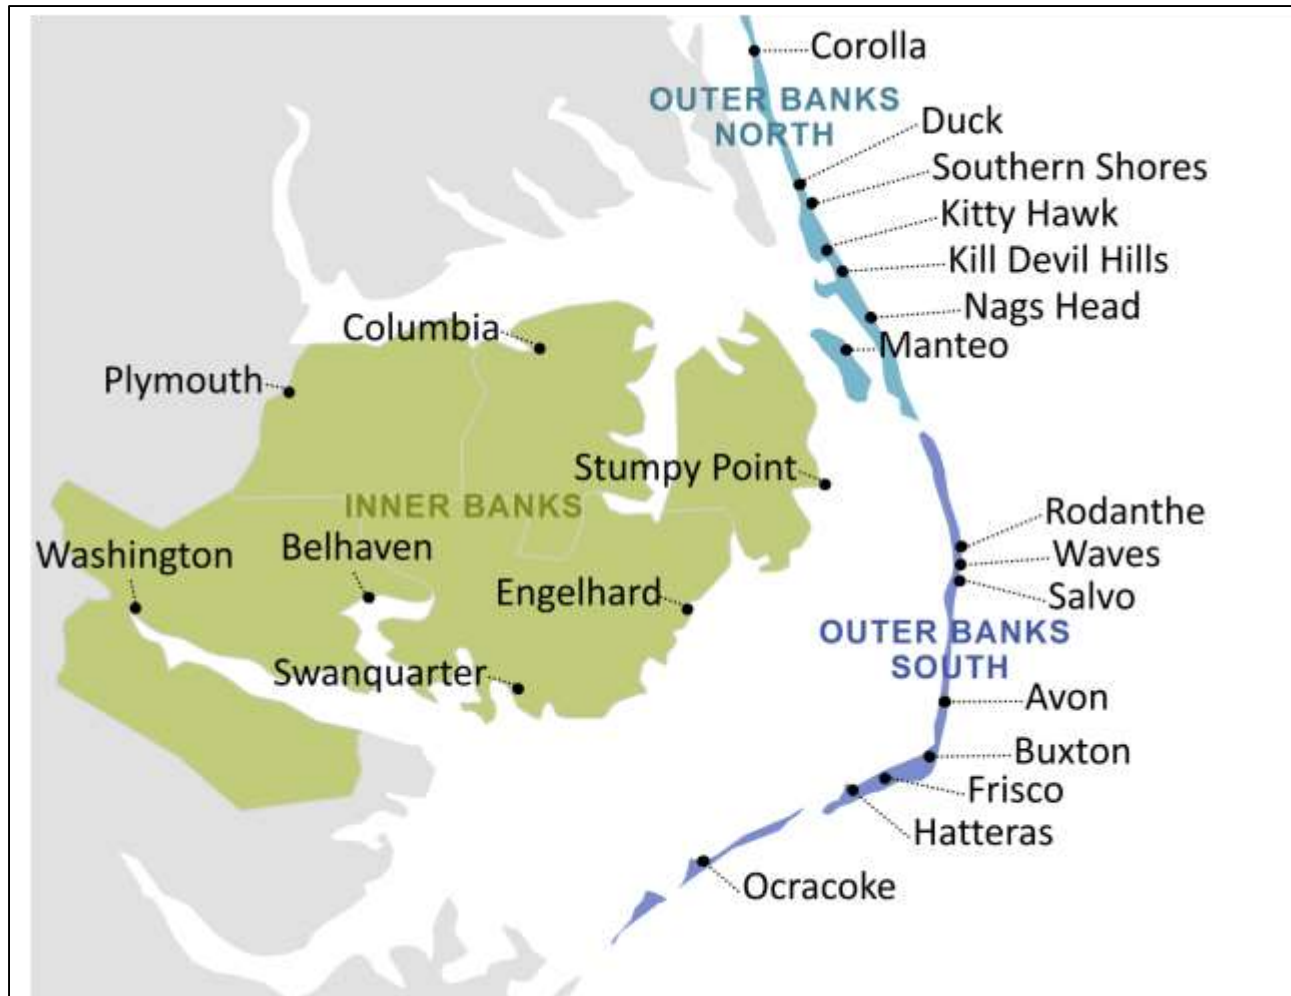 Corolla
OUTER BANKS
NORTH
Duck
Southern Shores
Kitty Hawk
Kill Devil Hills
Nags Head
Manteo
Columbia
Plymouth
Stumpy Point
INNER BANKS
Rodanthe
Waves
Salvo
Washington
Belhaven
Engelhard
OUTER BANKS
SOUTH
Swanquarter
Avon
Buxton
Frisco
Hatteras
Ocracoke